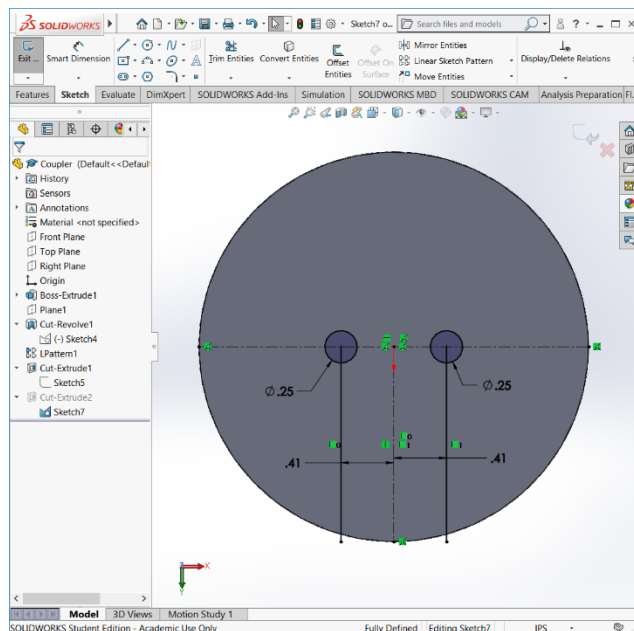 SOLIDWORKS
Sketch7 o...
Search files and models
Exit ...
Smart Dimension
Trim Entities
Convert Entities
Offset Entities
Offset On Surface
Mirror Entities
Linear Sketch Pattern
Move Entities
Display/Delete Relations
Features
Sketch
Evaluate
DimXpert
SOLIDWORKS Add-Ins
Simulation
SOLIDWORKS MBD
SOLIDWORKS CAM
Analysis Preparation
Coupler (Default<<Defaul
History
Sensors
Annotations
Material <not specified>
Front Plane
Top Plane
Right Plane
Origin
Boss-Extrude1
Plane1
Cut-Revolve1
(-) Sketch4
LPattern1
Cut-Extrude1
Sketch5
Cut-Extrude2
Sketch7
Ø.25
Ø.25
.41
.41
X
Y
Model
3D Views
Motion Study 1
SOLIDWORKS Student Edition - Academic Use Only
Fully Defined
Editing Sketch7
IPS